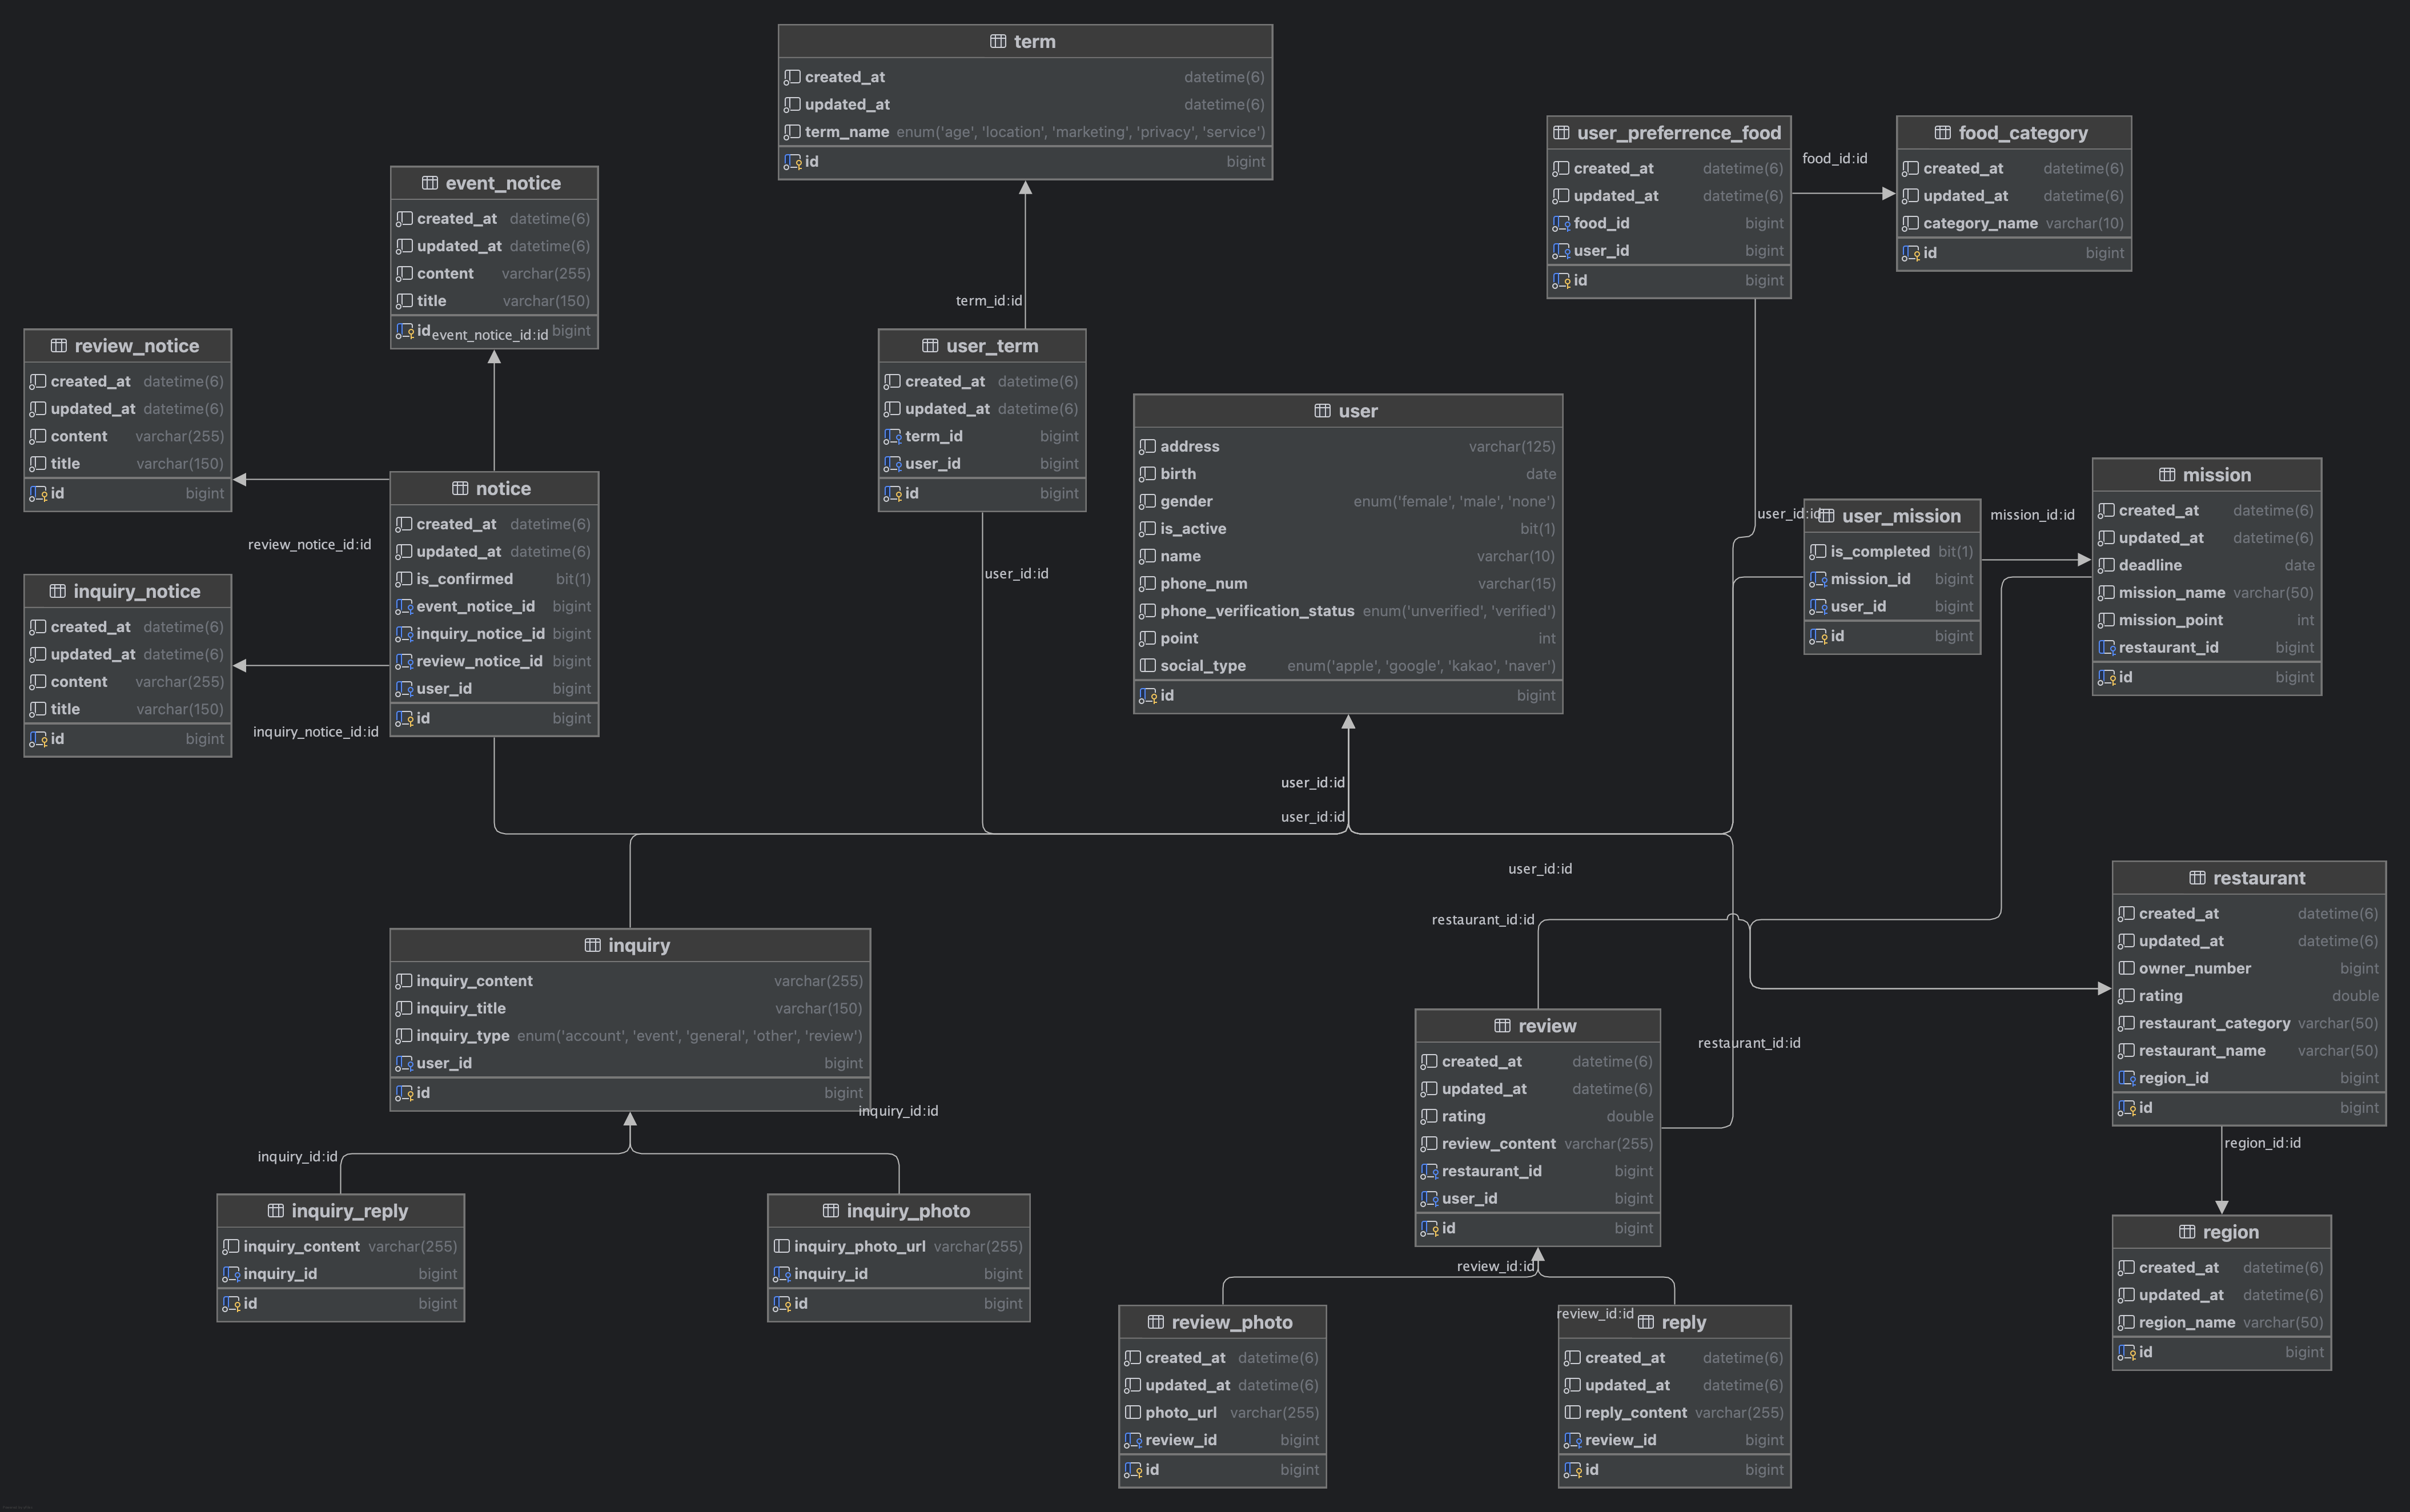 term
created_at datetime(6)
updated_at datetime(6)
term_name enum('age', 'location', 'marketing', 'privacy', 'service')
id bigint
user_preferrence_food
created_at datetime(6)
updated_at datetime(6)
food_id bigint
user_id bigint
id bigint
food_id:id
food_category
created_at datetime(6)
updated_at datetime(6)
category_name varchar(10)
id bigint
event_notice
created_at datetime(6)
updated_at datetime(6)
content varchar(255)
title varchar(150)
id bigint
event_notice_id:id
term_id:id
review_notice
created_at datetime(6)
updated_at datetime(6)
content varchar(255)
title varchar(150)
id bigint
user_term
created_at datetime(6)
updated_at datetime(6)
term_id bigint
user_id bigint
id bigint
user
address varchar(125)
birth date
gender enum('female', 'male', 'none')
is_active bit(1)
name varchar(10)
phone_num varchar(15)
phone_verification_status enum('unverified', 'verified')
point int
social_type enum('apple', 'google', 'kakao', 'naver')
id bigint
notice
created_at datetime(6)
updated_at datetime(6)
is_confirmed bit(1)
event_notice_id bigint
inquiry_notice_id bigint
review_notice_id bigint
user_id bigint
id bigint
review_notice_id:id
user_id:id
user_id:id
user_mission
is_completed bit(1)
mission_id bigint
user_id bigint
id bigint
mission_id:id
mission
created_at datetime(6)
updated_at datetime(6)
deadline date
mission_name varchar(50)
mission_point int
restaurant_id bigint
id bigint
inquiry_notice
created_at datetime(6)
updated_at datetime(6)
content varchar(255)
title varchar(150)
id bigint
inquiry_notice_id:id
user_id:id
user_id:id
user_id:id
restaurant_id:id
restaurant
created_at datetime(6)
updated_at datetime(6)
owner_number bigint
rating double
restaurant_category varchar(50)
restaurant_name varchar(50)
region_id bigint
id bigint
inquiry
inquiry_content varchar(255)
inquiry_title varchar(150)
inquiry_type enum('account', 'event', 'general', 'other', 'review')
user_id bigint
id bigint
inquiry_id:id
inquiry_id:id
review
created_at datetime(6)
updated_at datetime(6)
rating double
review_content varchar(255)
restaurant_id bigint
user_id bigint
id bigint
restaurant_id:id
region_id:id
inquiry_reply
inquiry_content varchar(255)
inquiry_id bigint
id bigint
inquiry_photo
inquiry_photo_url varchar(255)
inquiry_id bigint
id bigint
region
created_at datetime(6)
updated_at datetime(6)
region_name varchar(50)
id bigint
review_id:id
review_id:id
review_photo
created_at datetime(6)
updated_at datetime(6)
photo_url varchar(255)
review_id bigint
id bigint
reply
created_at datetime(6)
updated_at datetime(6)
reply_content varchar(255)
review_id bigint
id bigint